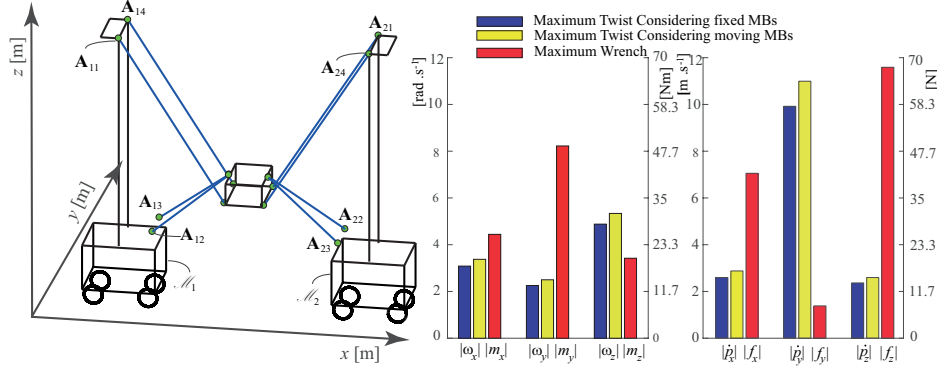 A14
A11
z [m]
A21
A24
y [m]
A13
A12
A22
A23
ℳ1
ℳ2
x [m]
Maximum Twist Considering fixed MBs
Maximum Twist Considering moving MBs
Maximum Wrench
[rad .s-1]
12
10
8
6
4
2
0
[Nm]
70
58.3
47.7
35
23.3
11.7
0
|ωx| |mx| |ωy| |my| |ωz| |mz|
[m .s-1]
12
10
8
6
4
2
0
[N]
70
58.3
47.7
35
23.3
11.7
0
|ṗx| |fx| |ṗy| |fy| |ṗz| |fz|